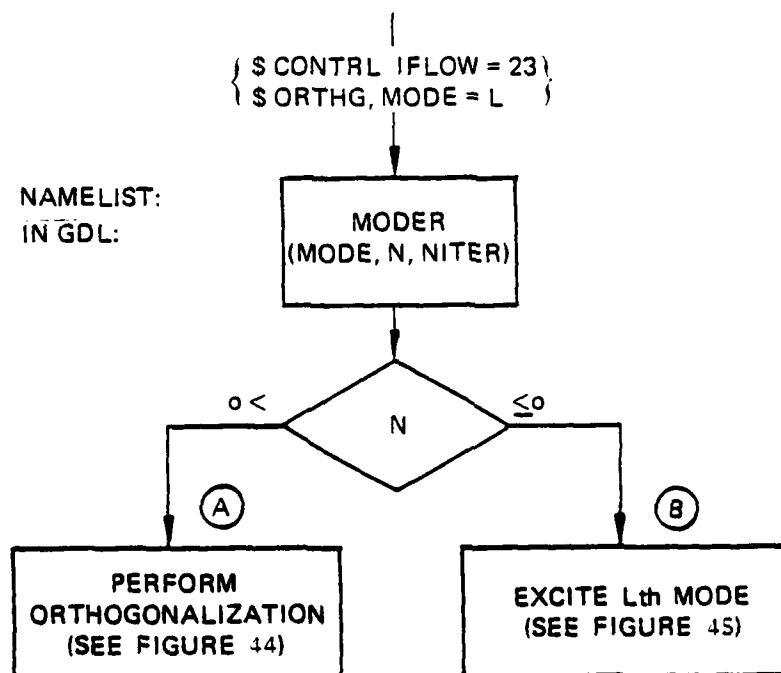 $ CONTRL IFLOW = 23
$ ORTHG, MODE = L
NAMELIST:
IN GDL:
MODER
(MODE, N, NITER)
o <
≤o
N
A
B
PERFORM
ORTHOGONALIZATION
(SEE FIGURE 44)
EXCITE Lth MODE
(SEE FIGURE 45)